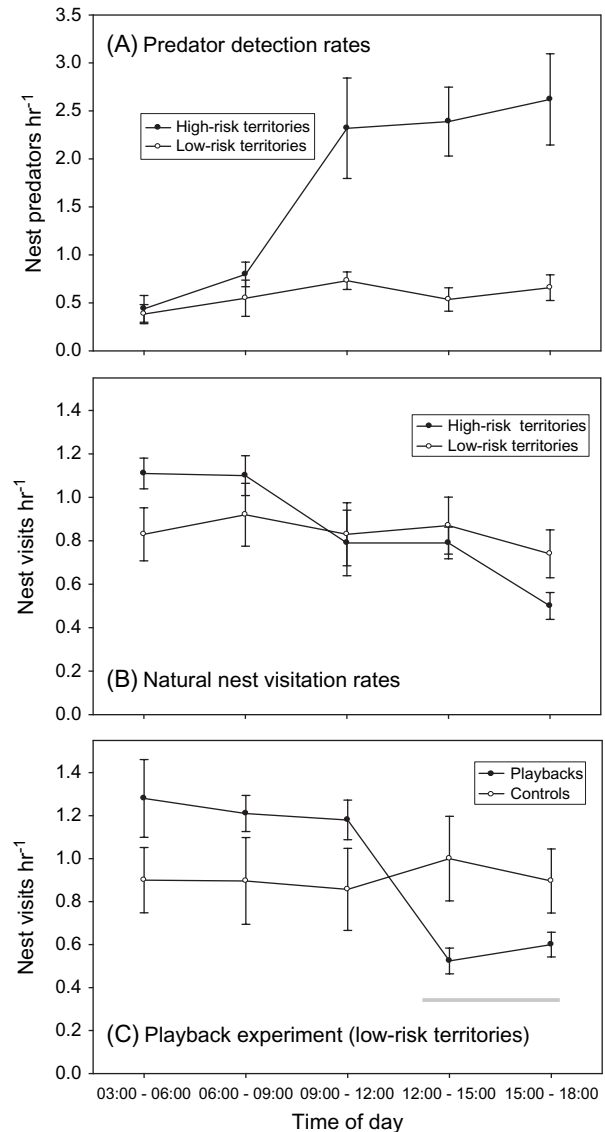 (A) Predator detection rates
3.5
3.0
2.5
2.0
1.5
1.0
0.5
0.0
Nest predators hr-1
High-risk territories
Low-risk territories
1.4
1.2
1.0
0.8
0.6
0.4
0.2
0.0
Nest visits hr-1
High-risk territories
Low-risk territories
(B) Natural nest visitation rates
1.4
1.2
1.0
0.8
0.6
0.4
0.2
0.0
Nest visits hr-1
Playbacks
Controls
(C) Playback experiment (low-risk territories)
03:00 - 06:00 06:00 - 09:00 09:00 - 12:00 12:00 - 15:00 15:00 - 18:00
Time of day